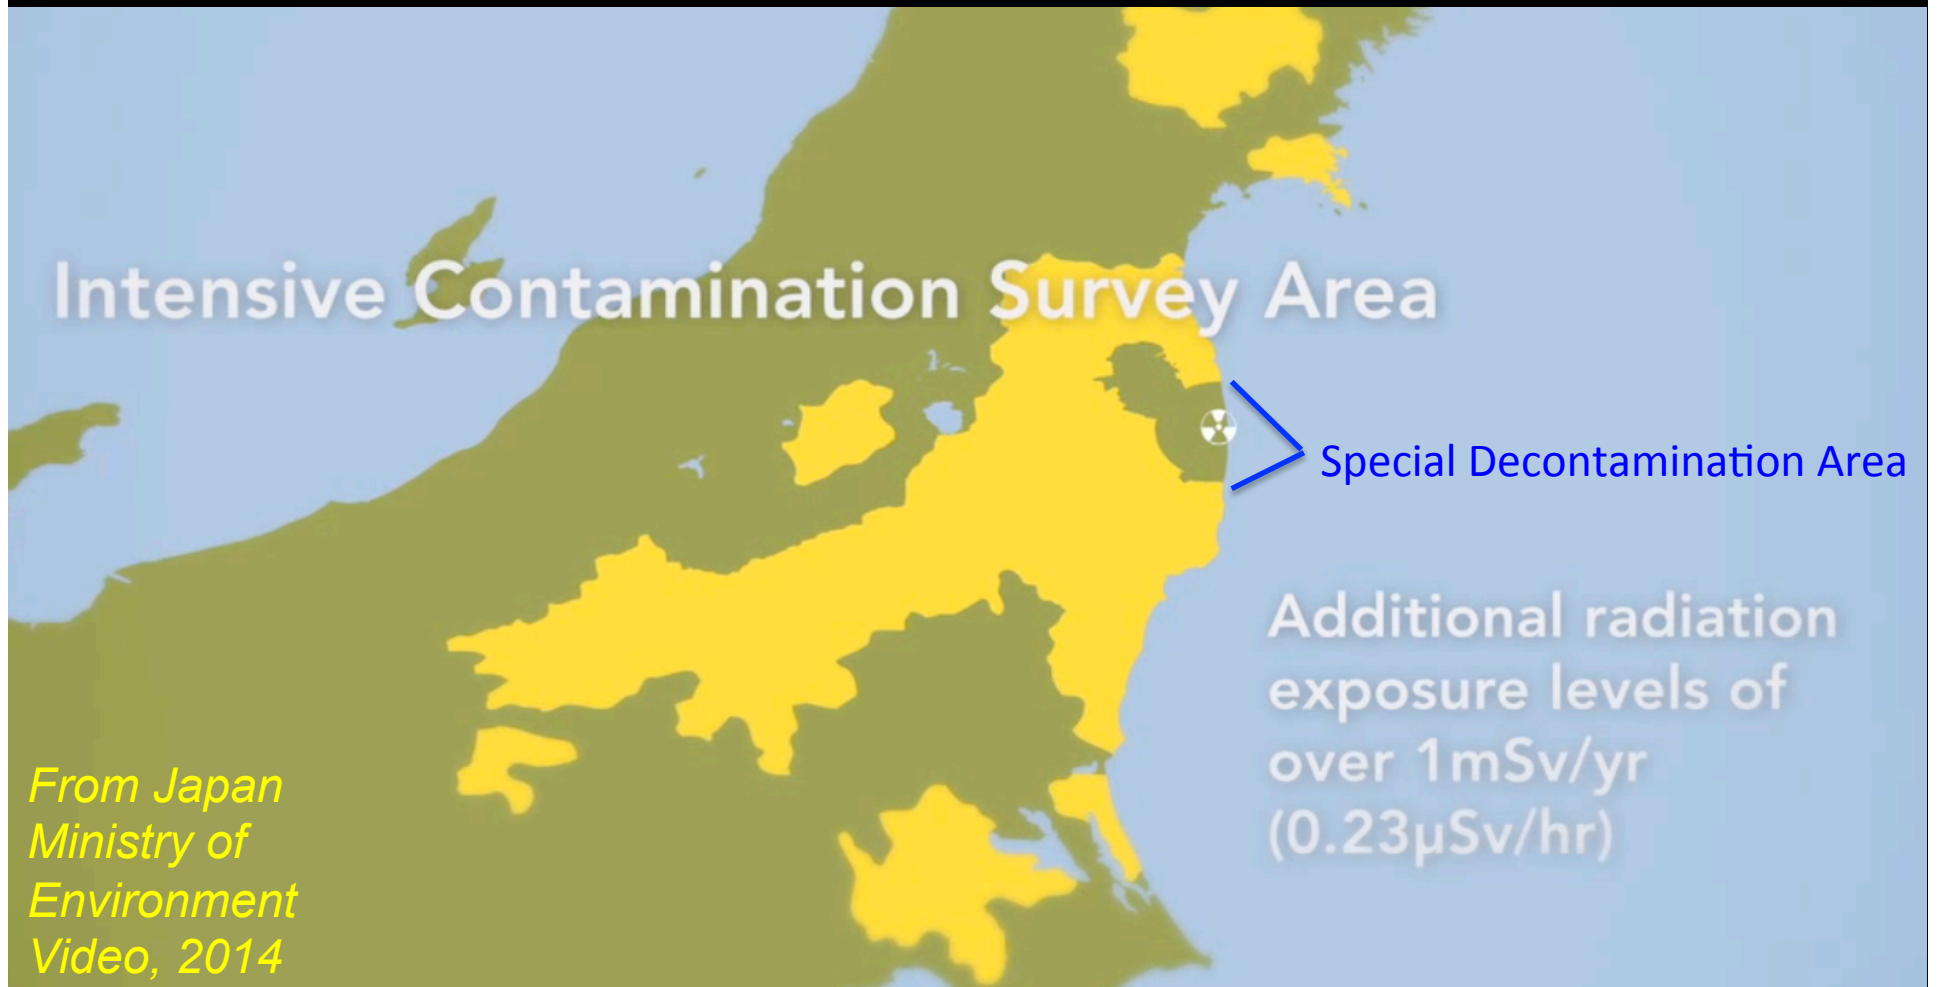 Intensive Contamination Survey Area
Special Decontamination Area
Additional radiation
exposure levels of
over 1mSv/yr
(0.23µSv/hr)
From Japan
Ministry of
Environment
Video, 2014